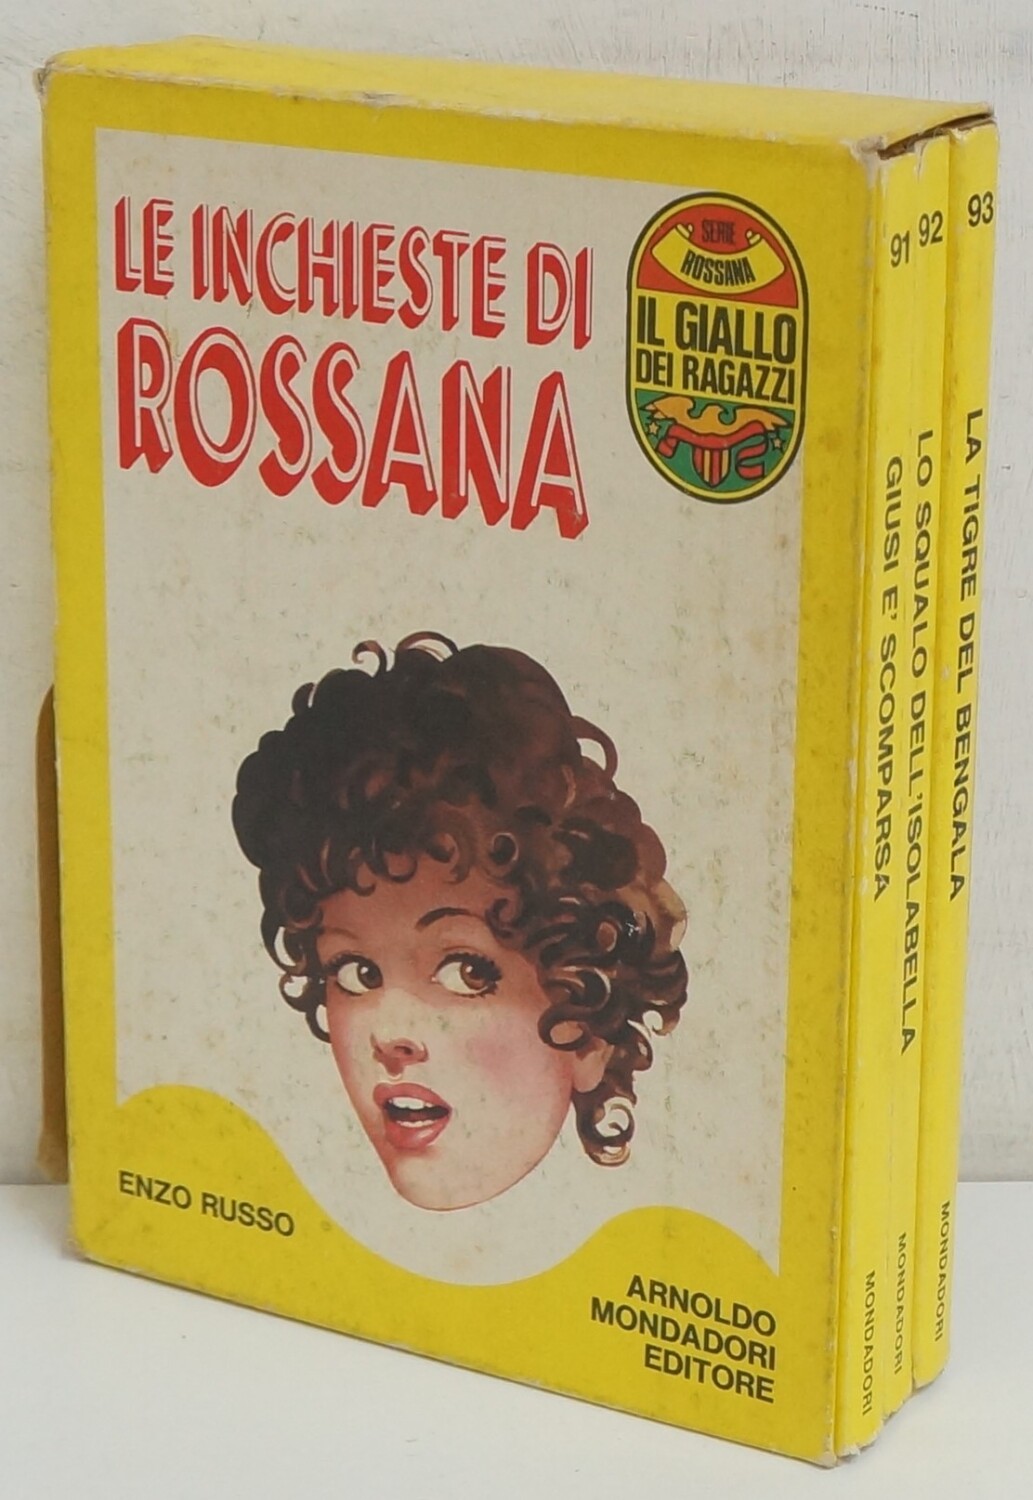 LE INCHIESTE DI
ROSSANA
SERIE
ROSSANA
IL GIALLO
DEI RAGAZZI
ENZO RUSSO
ARNOLDO
MONDADORI
EDITORE
91
GIUSI E' SCOMPARSA
MONDADORI
92
LO SQUALO DELL'ISOLABELLA
MONDADORI
93
LA TIGRE DEL BENGALA
MONDADORI